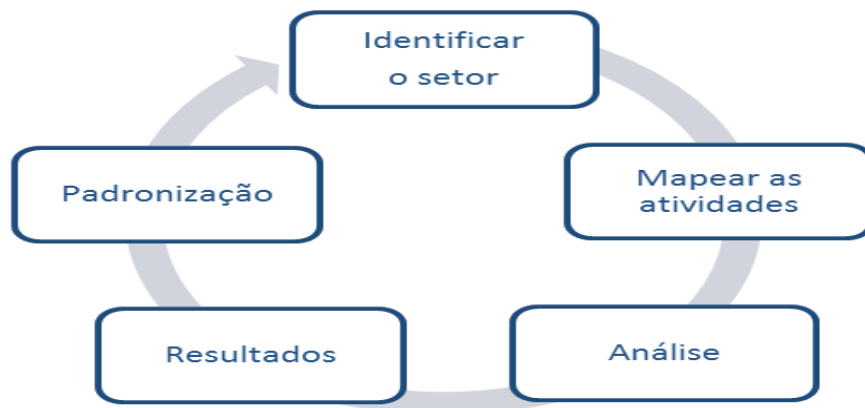 Identificar
o setor
Mapear as
atividades
Análise
Resultados
Padronização